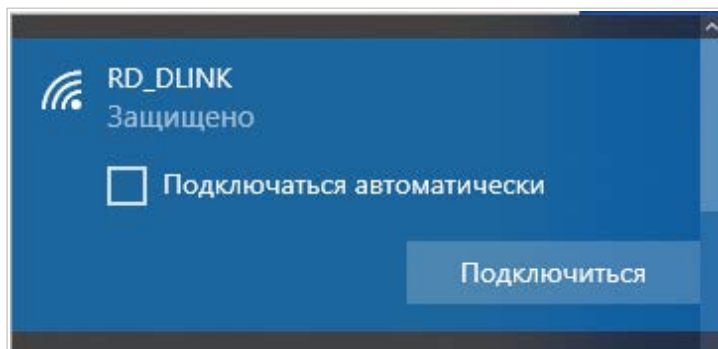 RD_DLINK
Защищено
Подключаться автоматически
Подключиться